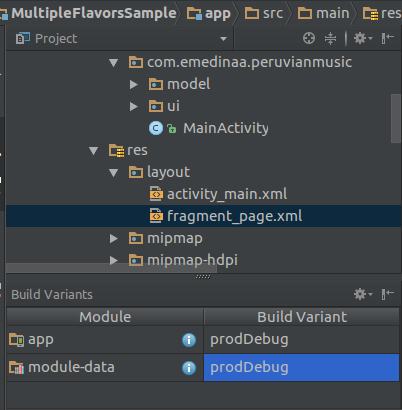 MultipleFlavorsSample app src main res
Project
com.emedinaa.peruvianmusic
model
ui
MainActivity
res
layout
activity_main.xml
fragment_page.xml
mipmap
mipmap-hdpi
Build Variants
Module Build Variant
app prodDebug
module-data prodDebug